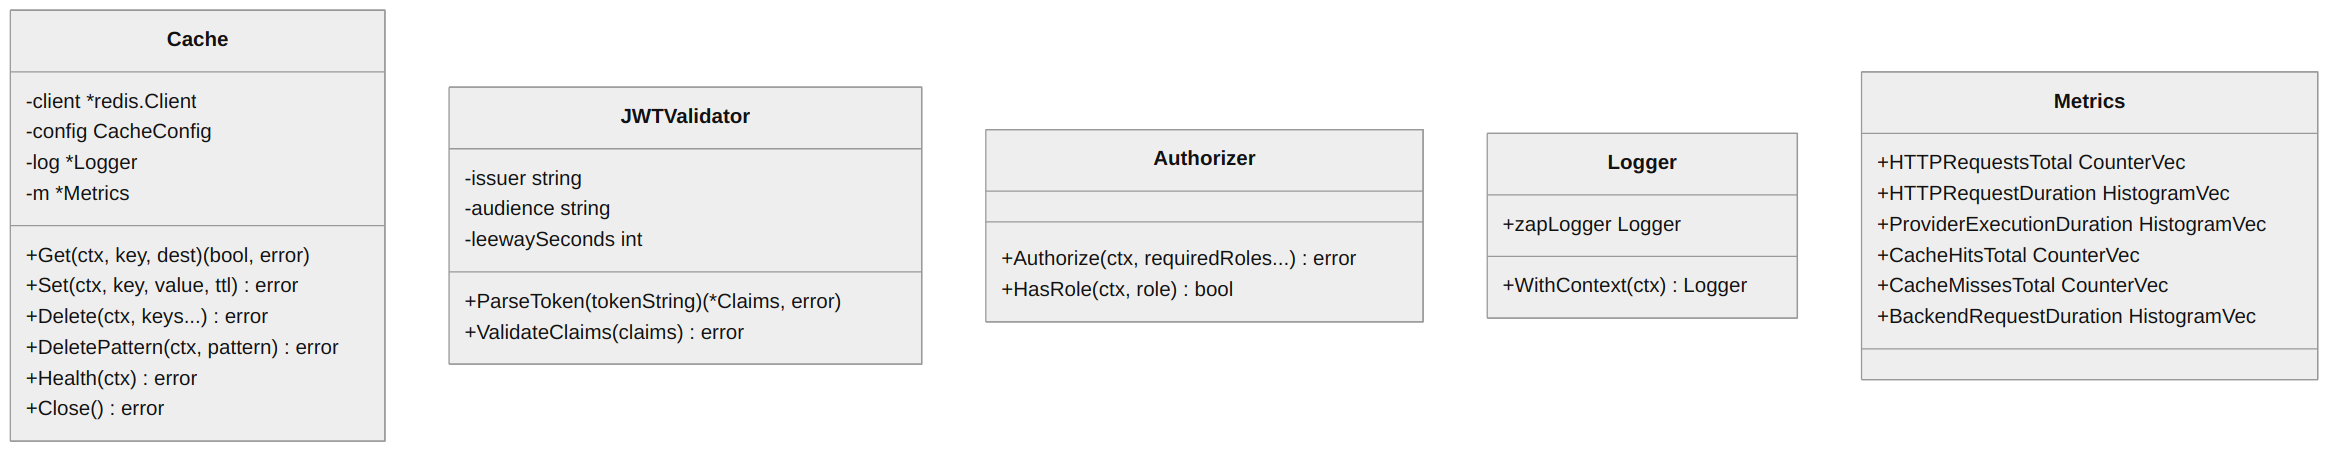 Cache
-client *redis.Client
-config CacheConfig
-log *Logger
-m *Metrics
+Get(ctx, key, dest)(bool, error)
+Set(ctx, key, value, ttl) : error
+Delete(ctx, keys...) : error
+DeletePattern(ctx, pattern) : error
+Health(ctx) : error
+Close() : error
JWTValidator
-issuer string
-audience string
-leewaySeconds int
+ParseToken(tokenString)(*Claims, error)
+ValidateClaims(claims) : error
Authorizer
+Authorize(ctx, requiredRoles...) : error
+HasRole(ctx, role) : bool
Logger
+zapLogger Logger
+WithContext(ctx) : Logger
Metrics
+HTTPRequestsTotal CounterVec
+HTTPRequestDuration HistogramVec
+ProviderExecutionDuration HistogramVec
+CacheHitsTotal CounterVec
+CacheMissesTotal CounterVec
+BackendRequestDuration HistogramVec